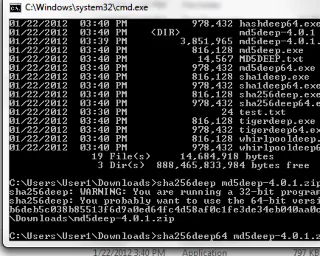 C:\Windows\system32\cmd.exe
01/22/2012 03:40 PM 978,432 hashdeep64.exe
01/22/2012 03:40 PM <DIR> md5deep-4.0.1
01/22/2012 03:39 PM 3,851,965 md5deep-4.0.1.
01/22/2012 03:40 PM 816,128 md5deep.exe
01/22/2012 03:40 PM 14,567 MD5DEEP.txt
01/22/2012 03:40 PM 978,432 md5deep64.exe
01/22/2012 03:40 PM 816,128 sha1deep.exe
01/22/2012 03:40 PM 978,432 sha1deep64.exe
01/22/2012 03:40 PM 816,128 sha256deep.exe
01/22/2012 03:40 PM 978,432 sha256deep64.e
01/22/2012 03:30 PM 24 test.txt
01/22/2012 03:40 PM 816,128 tigerdeep.exe
01/22/2012 03:40 PM 978,432 tigerdeep64.ex
01/22/2012 03:40 PM 816,128 whirlpooldeep.
01/22/2012 03:40 PM 978,432 whirlpooldeep6
19 File(s) 14,684,918 bytes
3 Dir(s) 888,465,833,984 bytes free
C:\Users\User1\Downloads>sha256deep md5deep-4.0.1.zip
sha256deep: WARNING: You are running a 32-bit program
sha256deep: You probably want to use the 64-bit versi
\Downloads\md5deep-4.0.1.zip
C:\Users\User1\Downloads>sha256deep64 md5deep-4.0.1.z
1/22/2012 3:40 PM Application 797 KB